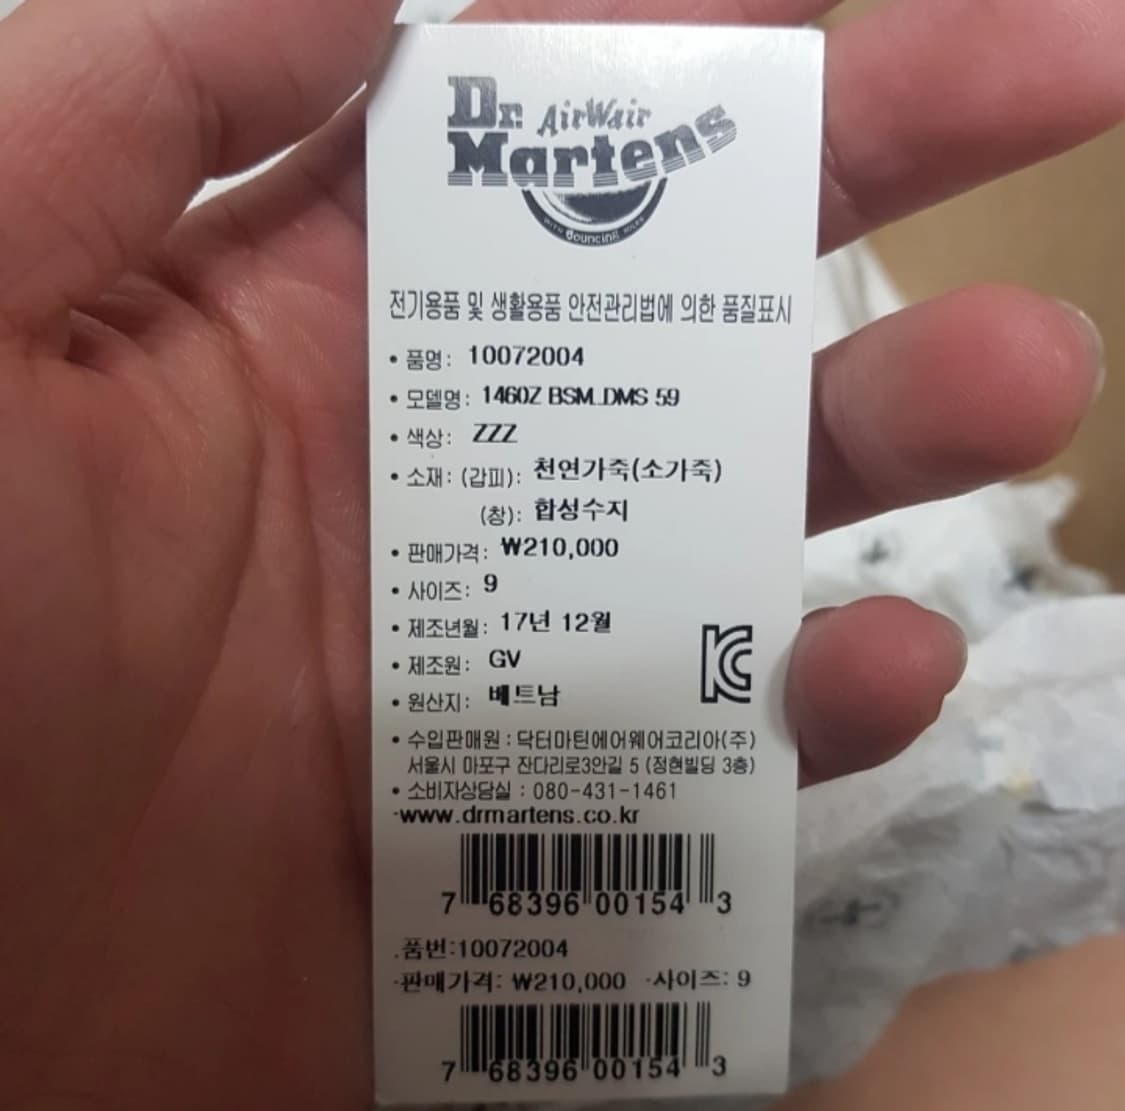 Dr. AirWair
Martens
WITH Bouncing SOLES
전기용품 및 생활용품 안전관리법에 의한 품질표시
• 품명: 10072004
• 모델명: 1460Z BSM_DMS 59
• 색상: ZZZ
• 소재: (갑피): 천연가죽(소가죽)
(창): 합성수지
• 판매가격: ₩210,000
• 사이즈: 9
• 제조년월: 17년 12월
• 제조원: GV
• 원산지: 베트남
• 수입판매원 : 닥터마틴에어웨어코리아(주)
서울시 마포구 잔다리로3안길 5 (정현빌딩 3층)
• 소비자상담실 : 080-431-1461
·www.drmartens.co.kr
7 68396 00154 3
.품번:10072004
·판매가격: ₩210,000 ·사이즈: 9
7 68396 00154 3